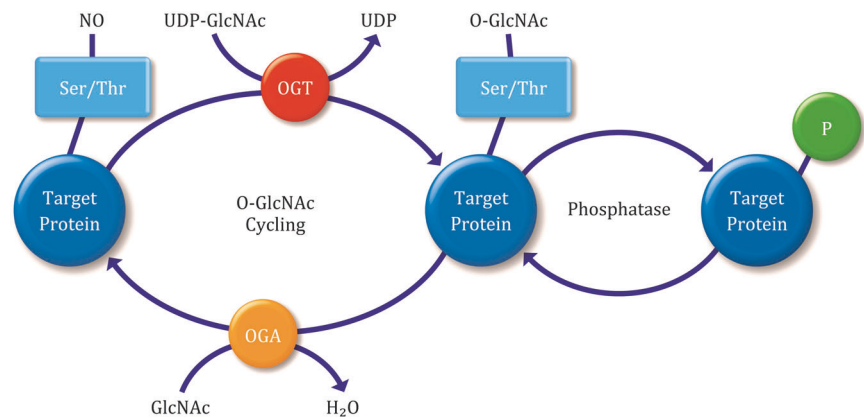 NO
UDP-GlcNAc
UDP
O-GlcNAc
Ser/Thr
OGT
Ser/Thr
P
Target
Protein
O-GlcNAc
Cycling
Target
Protein
Phosphatase
Target
Protein
OGA
GlcNAc
H₂O